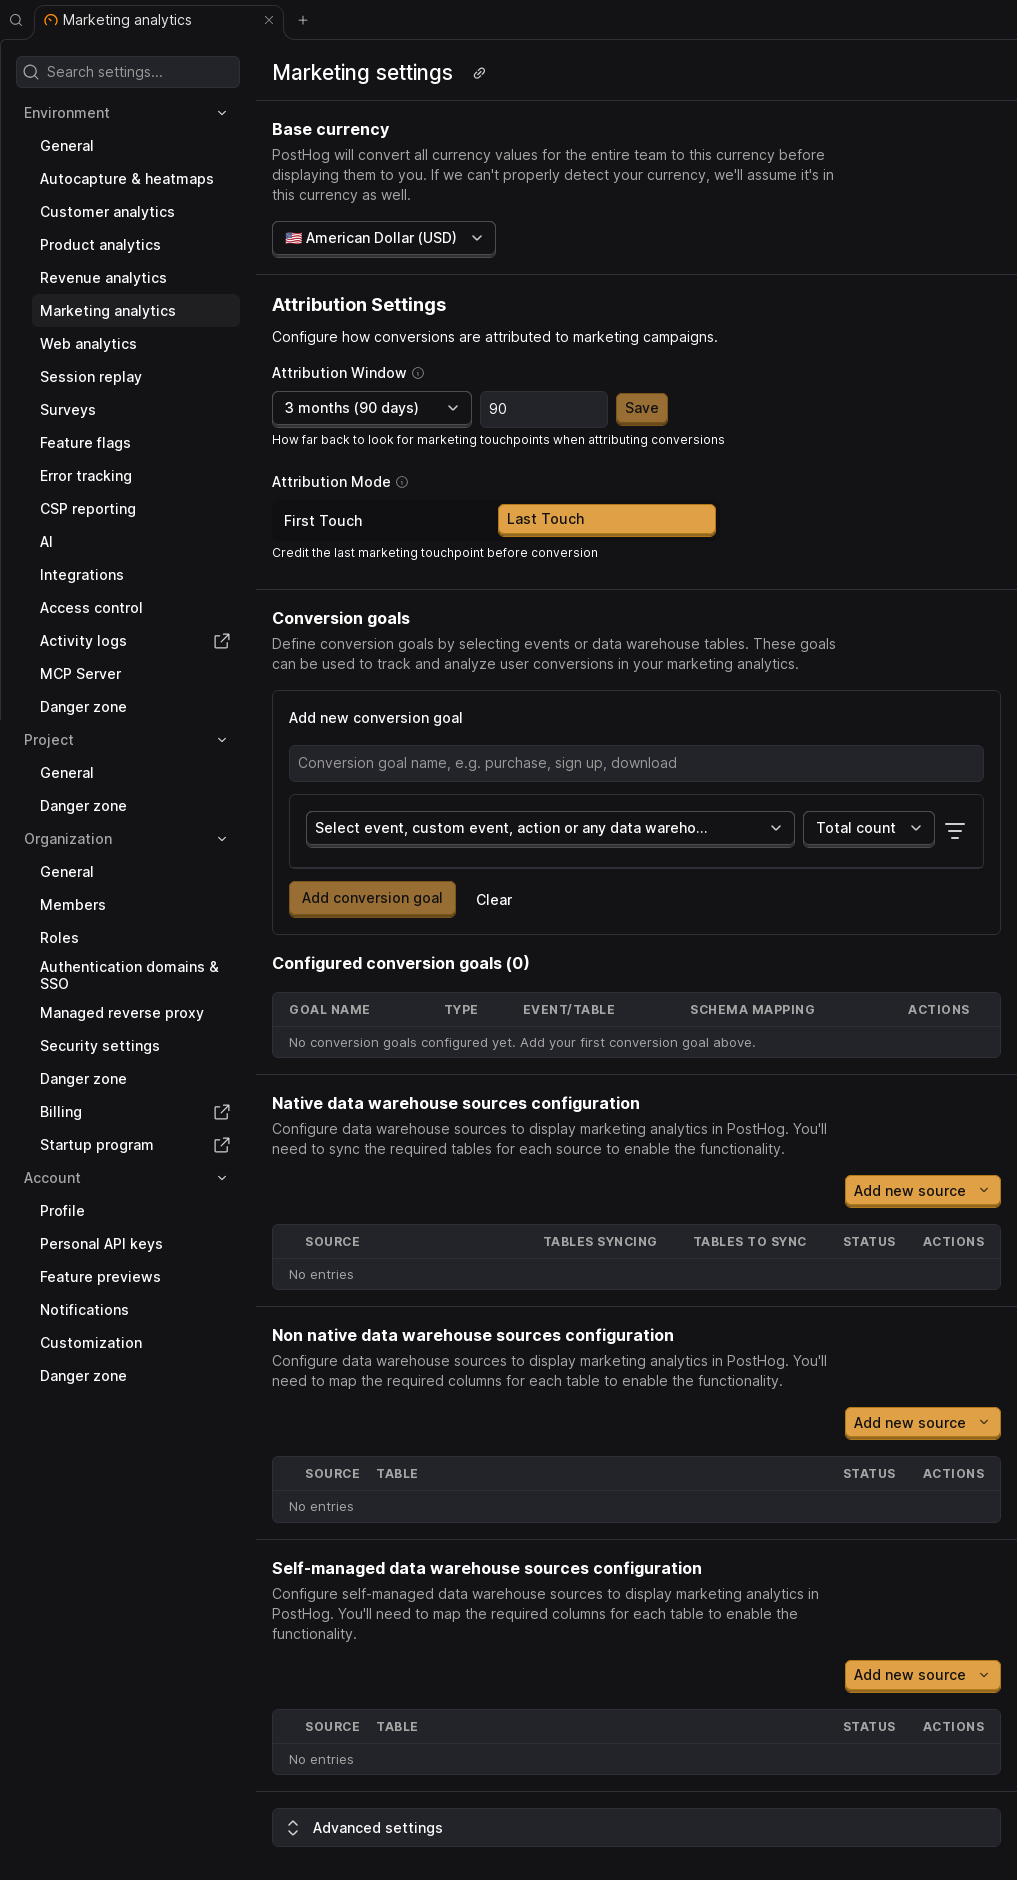 Marketing analytics
Search settings...
Environment
General
Autocapture & heatmaps
Customer analytics
Product analytics
Revenue analytics
Marketing analytics
Web analytics
Session replay
Surveys
Feature flags
Error tracking
CSP reporting
AI
Integrations
Access control
Activity logs
MCP Server
Danger zone
Project
General
Danger zone
Organization
General
Members
Roles
Authentication domains &
SSO
Managed reverse proxy
Security settings
Danger zone
Billing
Startup program
Account
Profile
Personal API keys
Feature previews
Notifications
Customization
Danger zone
Marketing settings
Base currency
PostHog will convert all currency values for the entire team to this currency before
displaying them to you. If we can't properly detect your currency, we'll assume it's in
this currency as well.
🇺🇸 American Dollar (USD)
Attribution Settings
Configure how conversions are attributed to marketing campaigns.
Attribution Window
3 months (90 days) 90 Save
How far back to look for marketing touchpoints when attributing conversions
Attribution Mode
First Touch Last Touch
Credit the last marketing touchpoint before conversion
Conversion goals
Define conversion goals by selecting events or data warehouse tables. These goals
can be used to track and analyze user conversions in your marketing analytics.
Add new conversion goal
Conversion goal name, e.g. purchase, sign up, download
Select event, custom event, action or any data wareho... Total count
Add conversion goal Clear
Configured conversion goals (0)
GOAL NAME TYPE EVENT/TABLE SCHEMA MAPPING ACTIONS
No conversion goals configured yet. Add your first conversion goal above.
Native data warehouse sources configuration
Configure data warehouse sources to display marketing analytics in PostHog. You'll
need to sync the required tables for each source to enable the functionality.
Add new source
SOURCE TABLES SYNCING TABLES TO SYNC STATUS ACTIONS
No entries
Non native data warehouse sources configuration
Configure data warehouse sources to display marketing analytics in PostHog. You'll
need to map the required columns for each table to enable the functionality.
Add new source
SOURCE TABLE STATUS ACTIONS
No entries
Self-managed data warehouse sources configuration
Configure self-managed data warehouse sources to display marketing analytics in
PostHog. You'll need to map the required columns for each table to enable the
functionality.
Add new source
SOURCE TABLE STATUS ACTIONS
No entries
Advanced settings